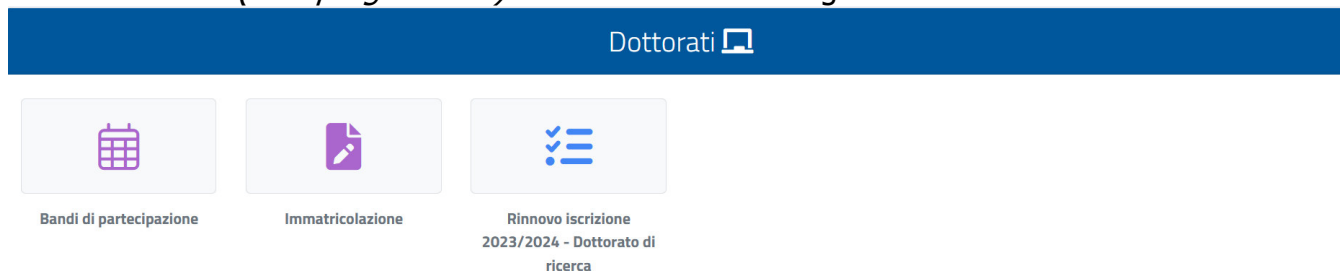 Dottorati
Bandi di partecipazione
Immatricolazione
Rinnovo iscrizione
2023/2024 - Dottorato di
ricerca